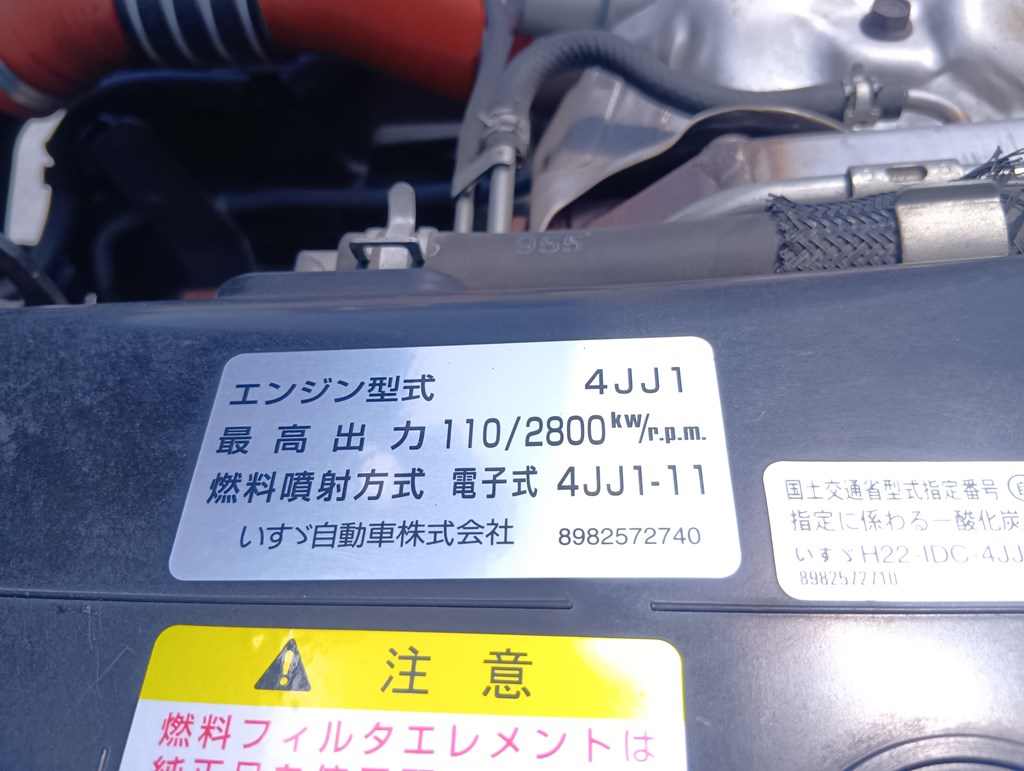 955
エンジン型式 4JJ1
最高出力 110/2800 kw/r.p.m.
燃料噴射方式 電子式 4JJ1-11
いすゞ自動車株式会社 8982572740
国土交通省型式指定番号
指定に係わる一酸化炭
いすゞH22-IDC-4JJ
8982572710
注意
燃料フィルタエレメントは